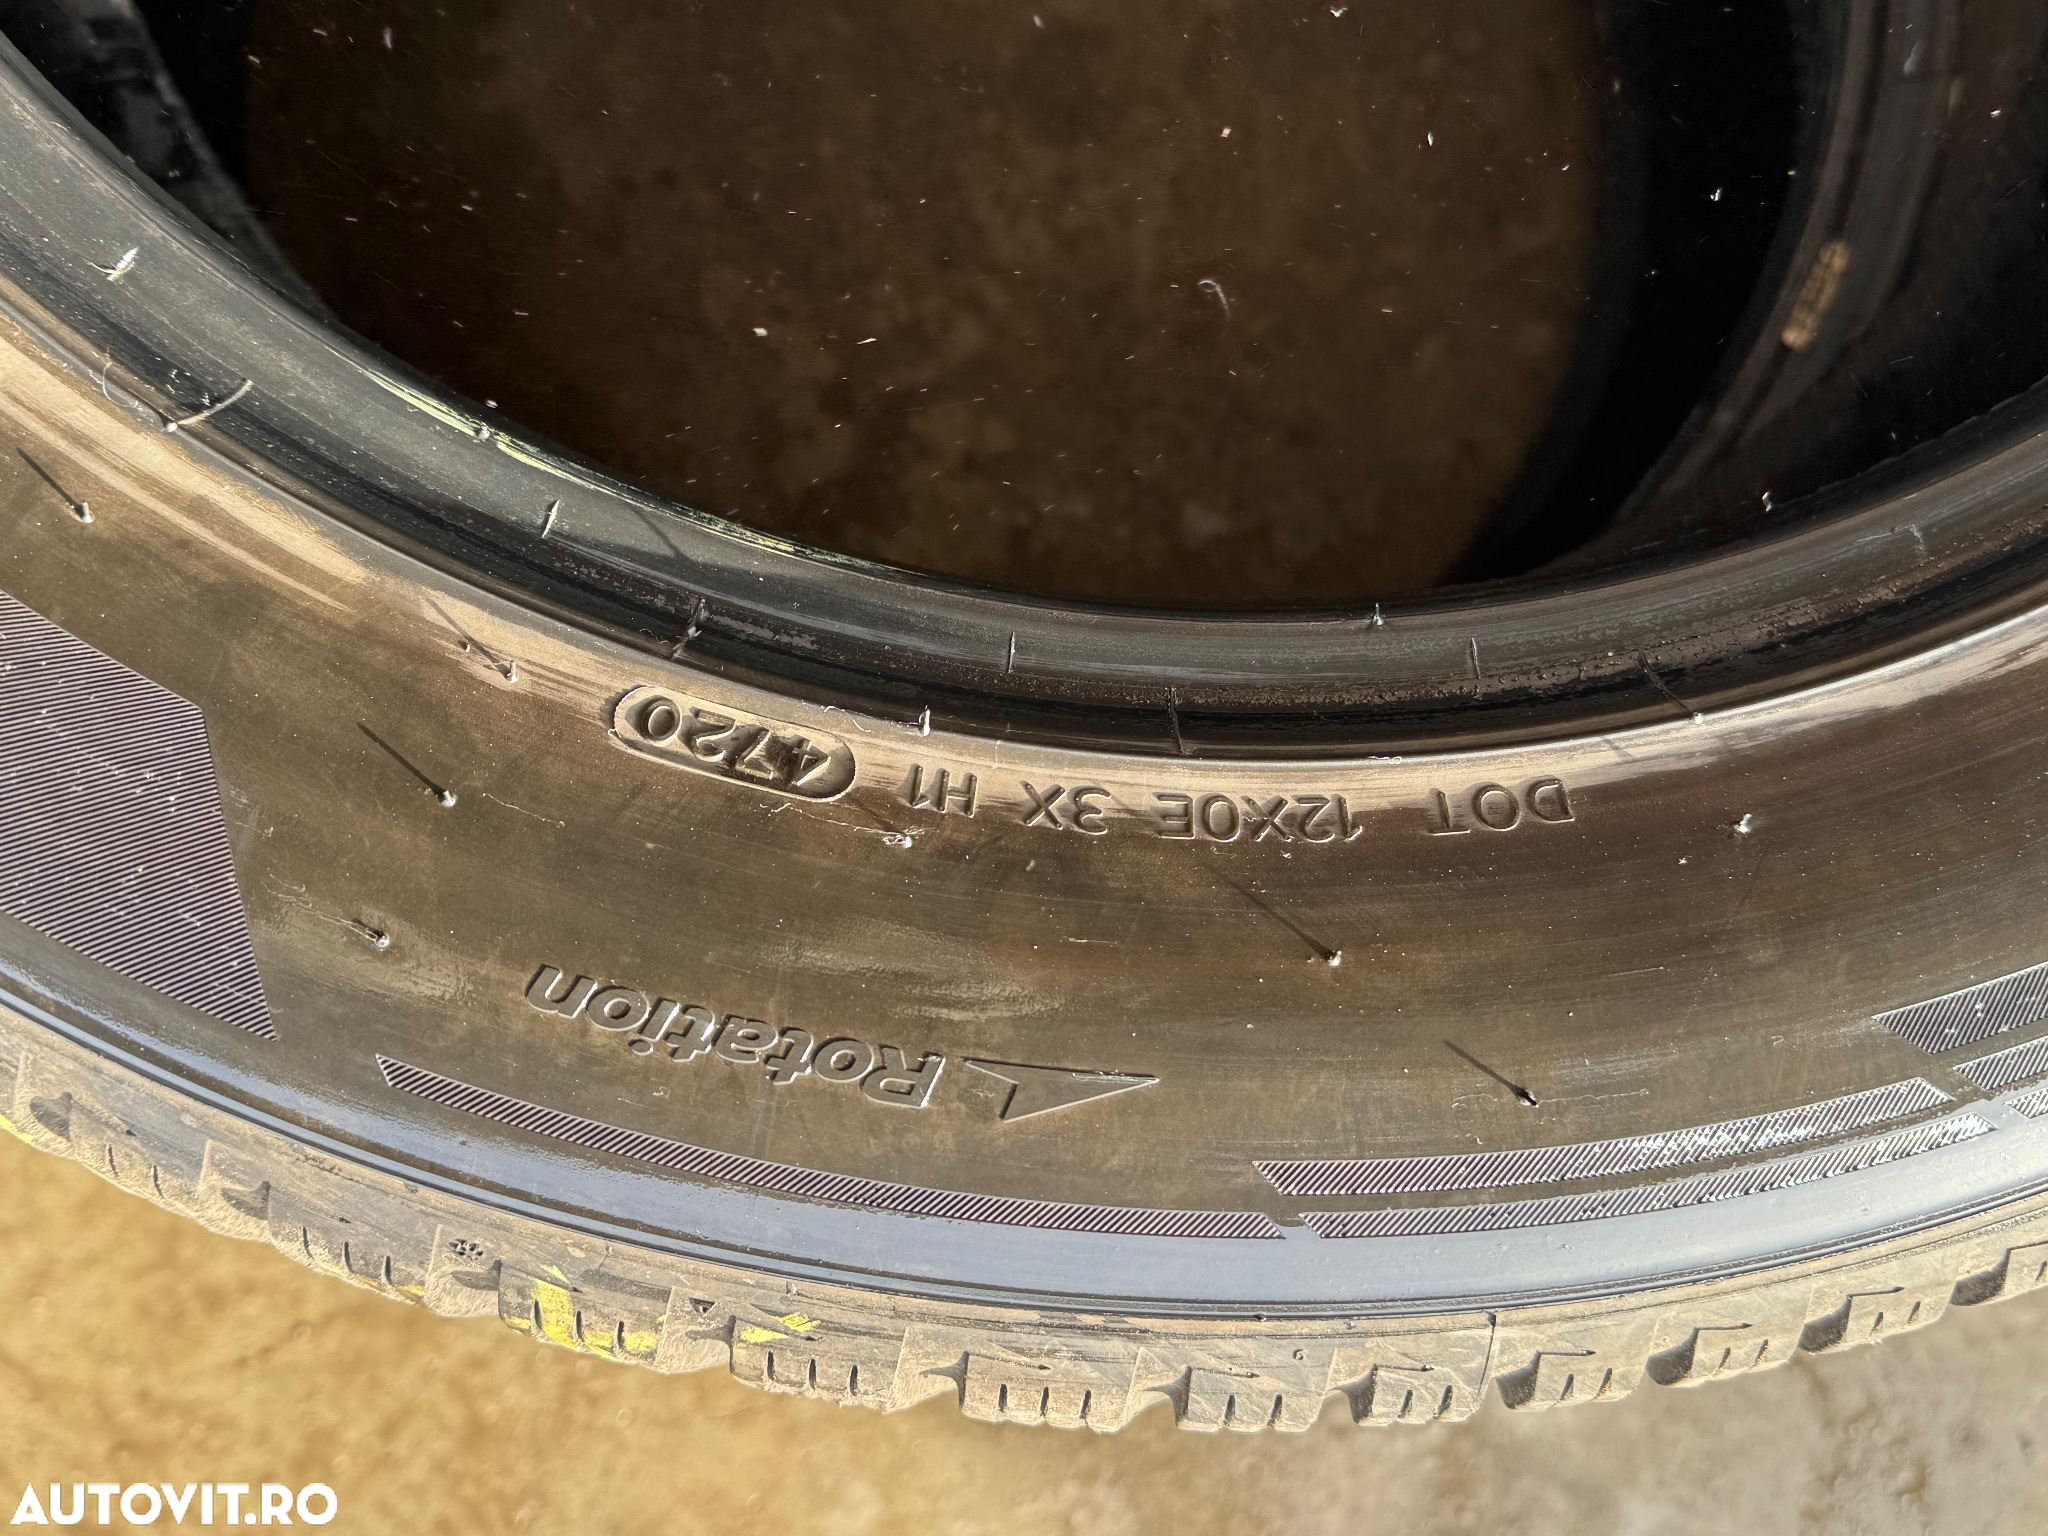 DOT 12X0E 3X H1 4720
Rotation
AUTOVIT.RO